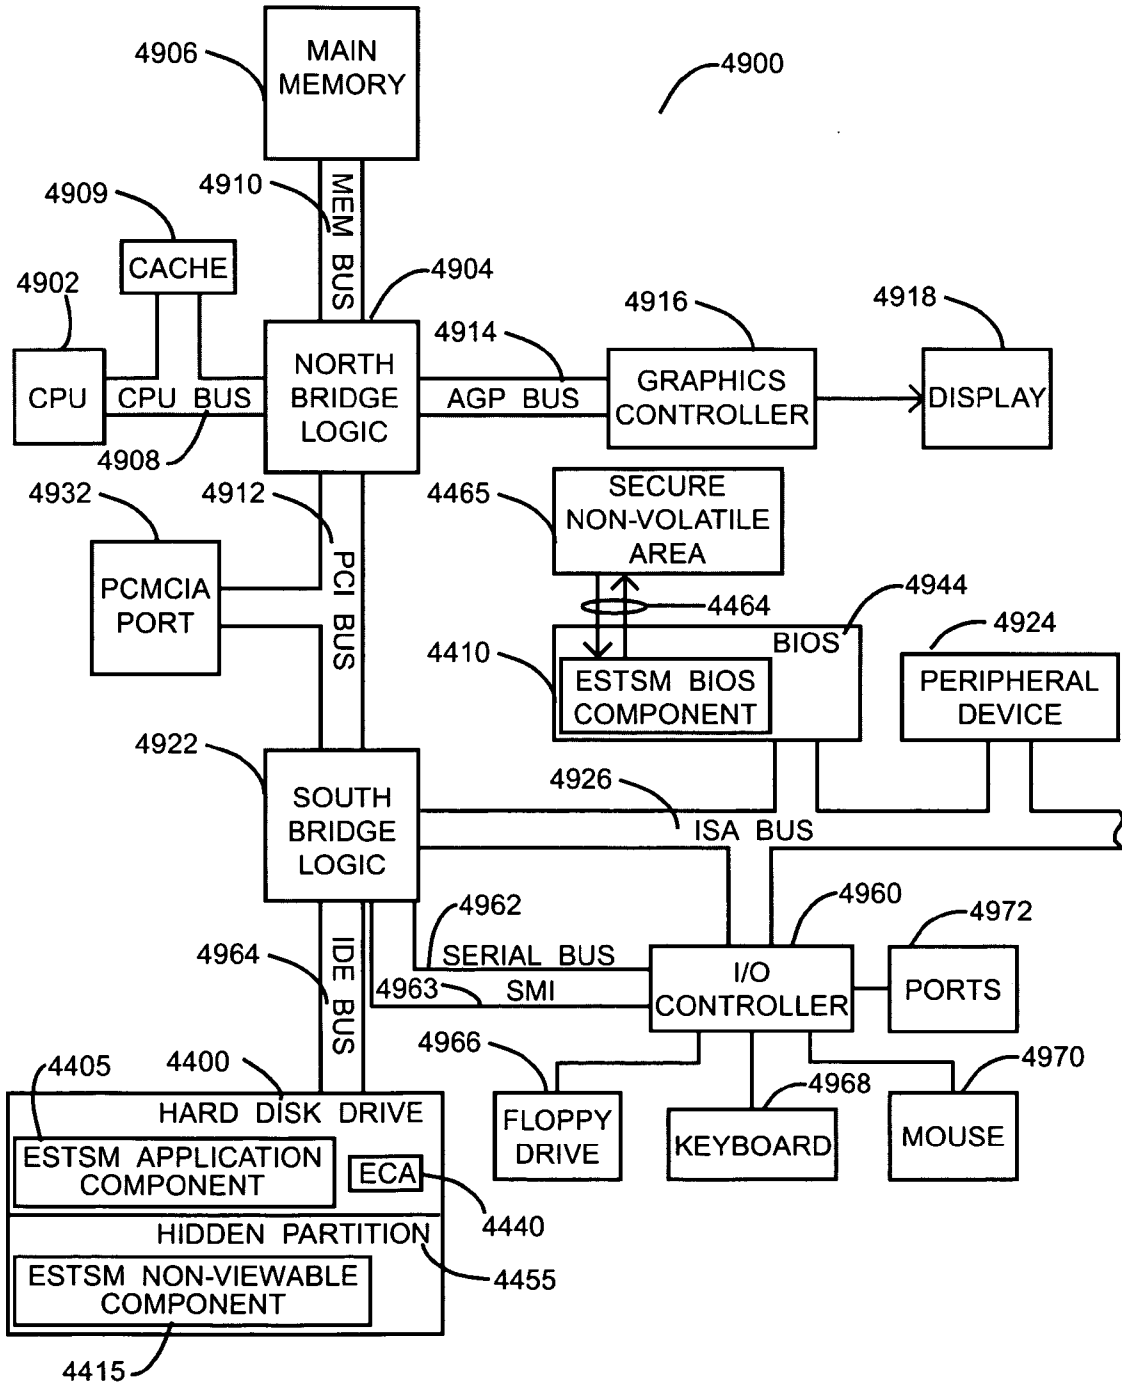 MAIN
MEMORY
4906
4900
4910
MEM BUS
4909
CACHE
4902
CPU
CPU BUS
4908
4904
NORTH
BRIDGE
LOGIC
4914
AGP BUS
4916
GRAPHICS
CONTROLLER
4918
DISPLAY
4932
PCMCIA
PORT
4912
PCI BUS
4465
SECURE
NON-VOLATILE
AREA
4464
4944
BIOS
4410
ESTSM BIOS
COMPONENT
4924
PERIPHERAL
DEVICE
4922
SOUTH
BRIDGE
LOGIC
4926
ISA BUS
4962
SERIAL BUS
4963
SMI
4960
I/O
CONTROLLER
4972
PORTS
4964
IDE BUS
4966
FLOPPY
DRIVE
4968
KEYBOARD
4970
MOUSE
4405
4400
HARD DISK DRIVE
ESTSM APPLICATION
COMPONENT
ECA
4440
HIDDEN PARTITION
4455
ESTSM NON-VIEWABLE
COMPONENT
4415